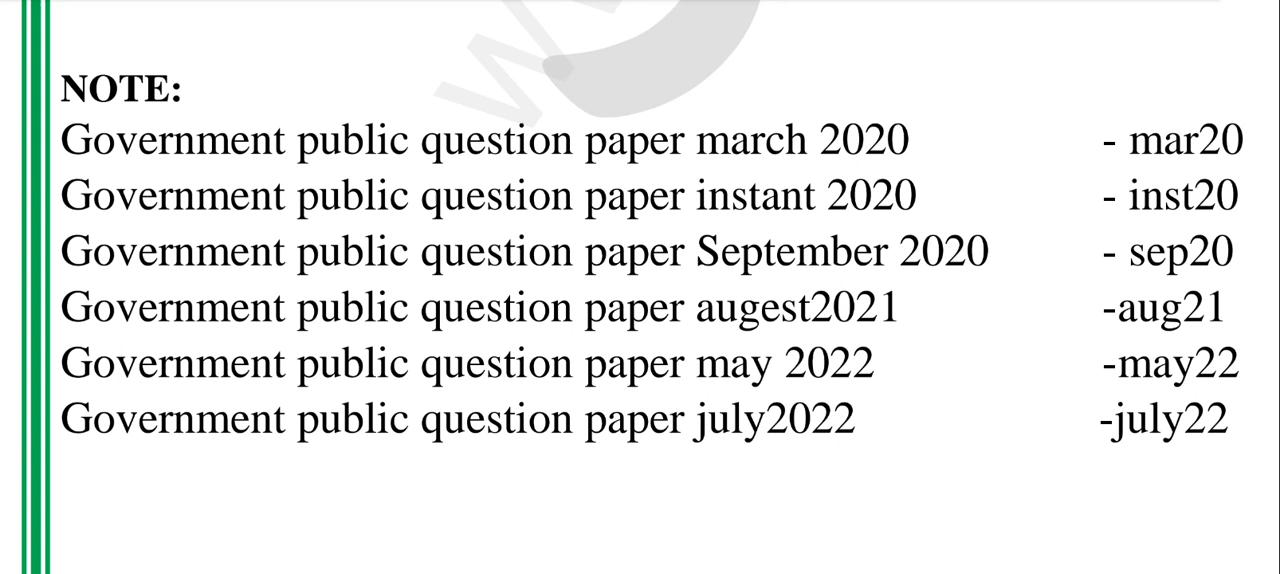 NOTE:
Government public question paper march 2020 - mar20
Government public question paper instant 2020 - inst20
Government public question paper September 2020 - sep20
Government public question paper augest2021 -aug21
Government public question paper may 2022 -may22
Government public question paper july2022 -july22